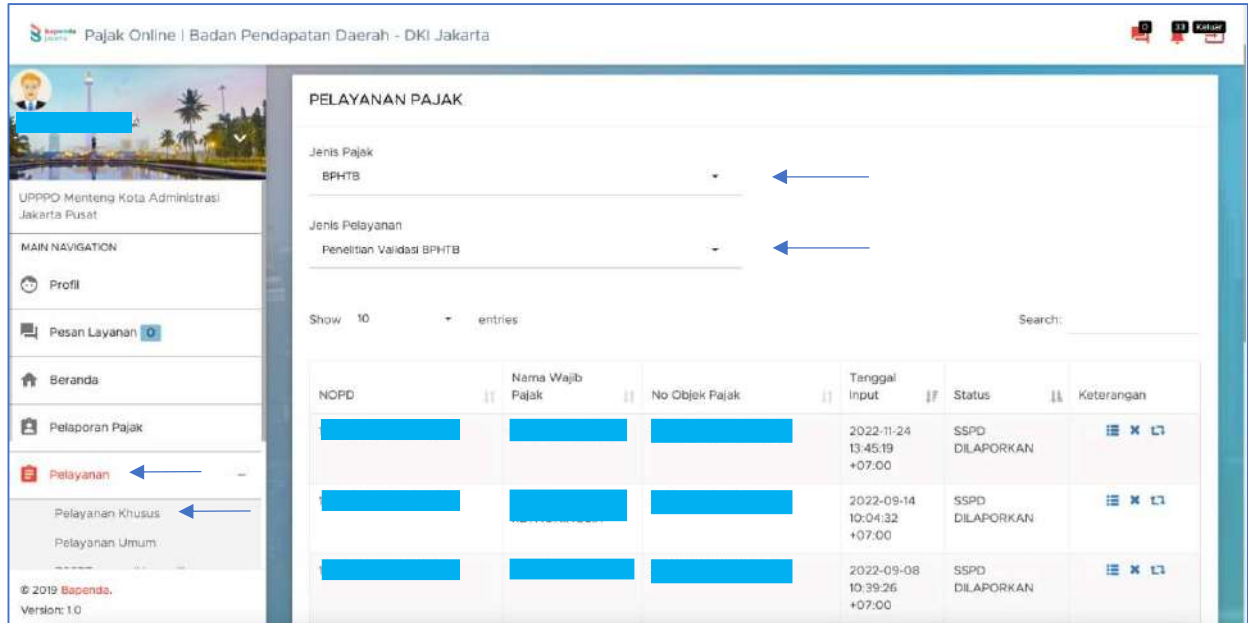 bapenda Pajak Online | Badan Pendapatan Daerah - DKI Jakarta
0
33
Keluar
UPPPD Menteng Kota Administrasi
Jakarta Pusat
MAIN NAVIGATION
Profil
Pesan Layanan 0
Beranda
Pelaporan Pajak
Pelayanan
Pelayanan Khusus
Pelayanan Umum
© 2019 Bapenda.
Version: 1.0
PELAYANAN PAJAK
Jenis Pajak
BPHTB
Jenis Pelayanan
Penelitian Validasi BPHTB
Show 10 entries
Search:
NOPD
Nama Wajib
Pajak
No Objek Pajak
Tanggal
Input
Status
Keterangan
2022-11-24
13:45:19
+07:00
SSPD
DILAPORKAN
2022-09-14
10:04:32
+07:00
SSPD
DILAPORKAN
2022-09-08
10:39:26
+07:00
SSPD
DILAPORKAN